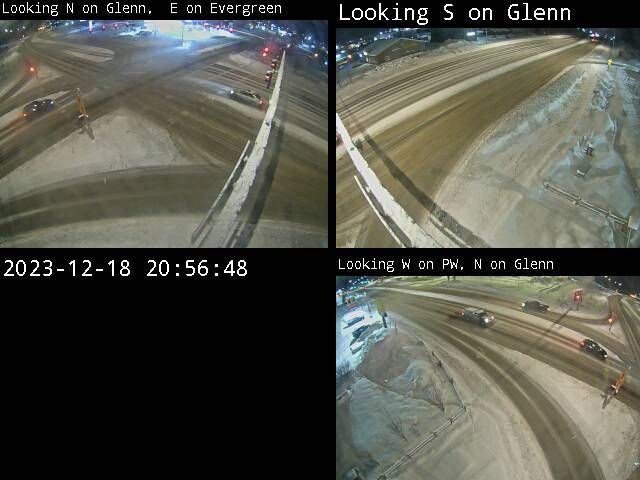 Looking N on Glenn,  E on Evergreen
Looking S on Glenn
2023-12-18 20:56:48
Looking W on PW, N on Glenn